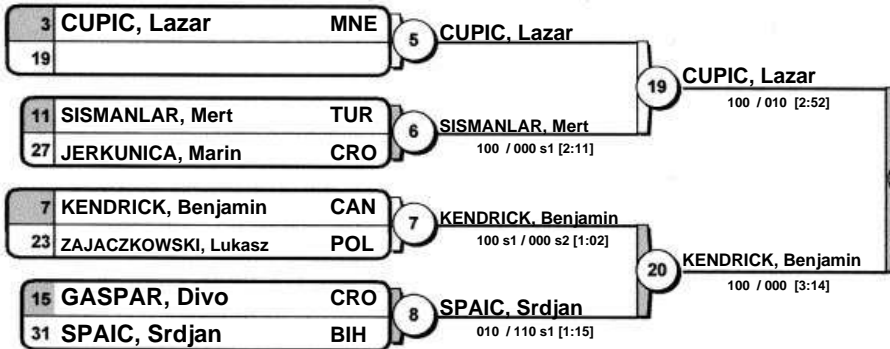 3 CUPIC, Lazar MNE
19
5
CUPIC, Lazar
11 SISMANLAR, Mert TUR
27 JERKUNICA, Marin CRO
6
SISMANLAR, Mert
100 / 000 s1 [2:11]
19
CUPIC, Lazar
100 / 010 [2:52]
7 KENDRICK, Benjamin CAN
23 ZAJACZKOWSKI, Lukasz POL
7
KENDRICK, Benjamin
100 s1 / 000 s2 [1:02]
15 GASPAR, Divo CRO
31 SPAIC, Srdjan BIH
8
SPAIC, Srdjan
010 / 110 s1 [1:15]
20
KENDRICK, Benjamin
100 / 000 [3:14]